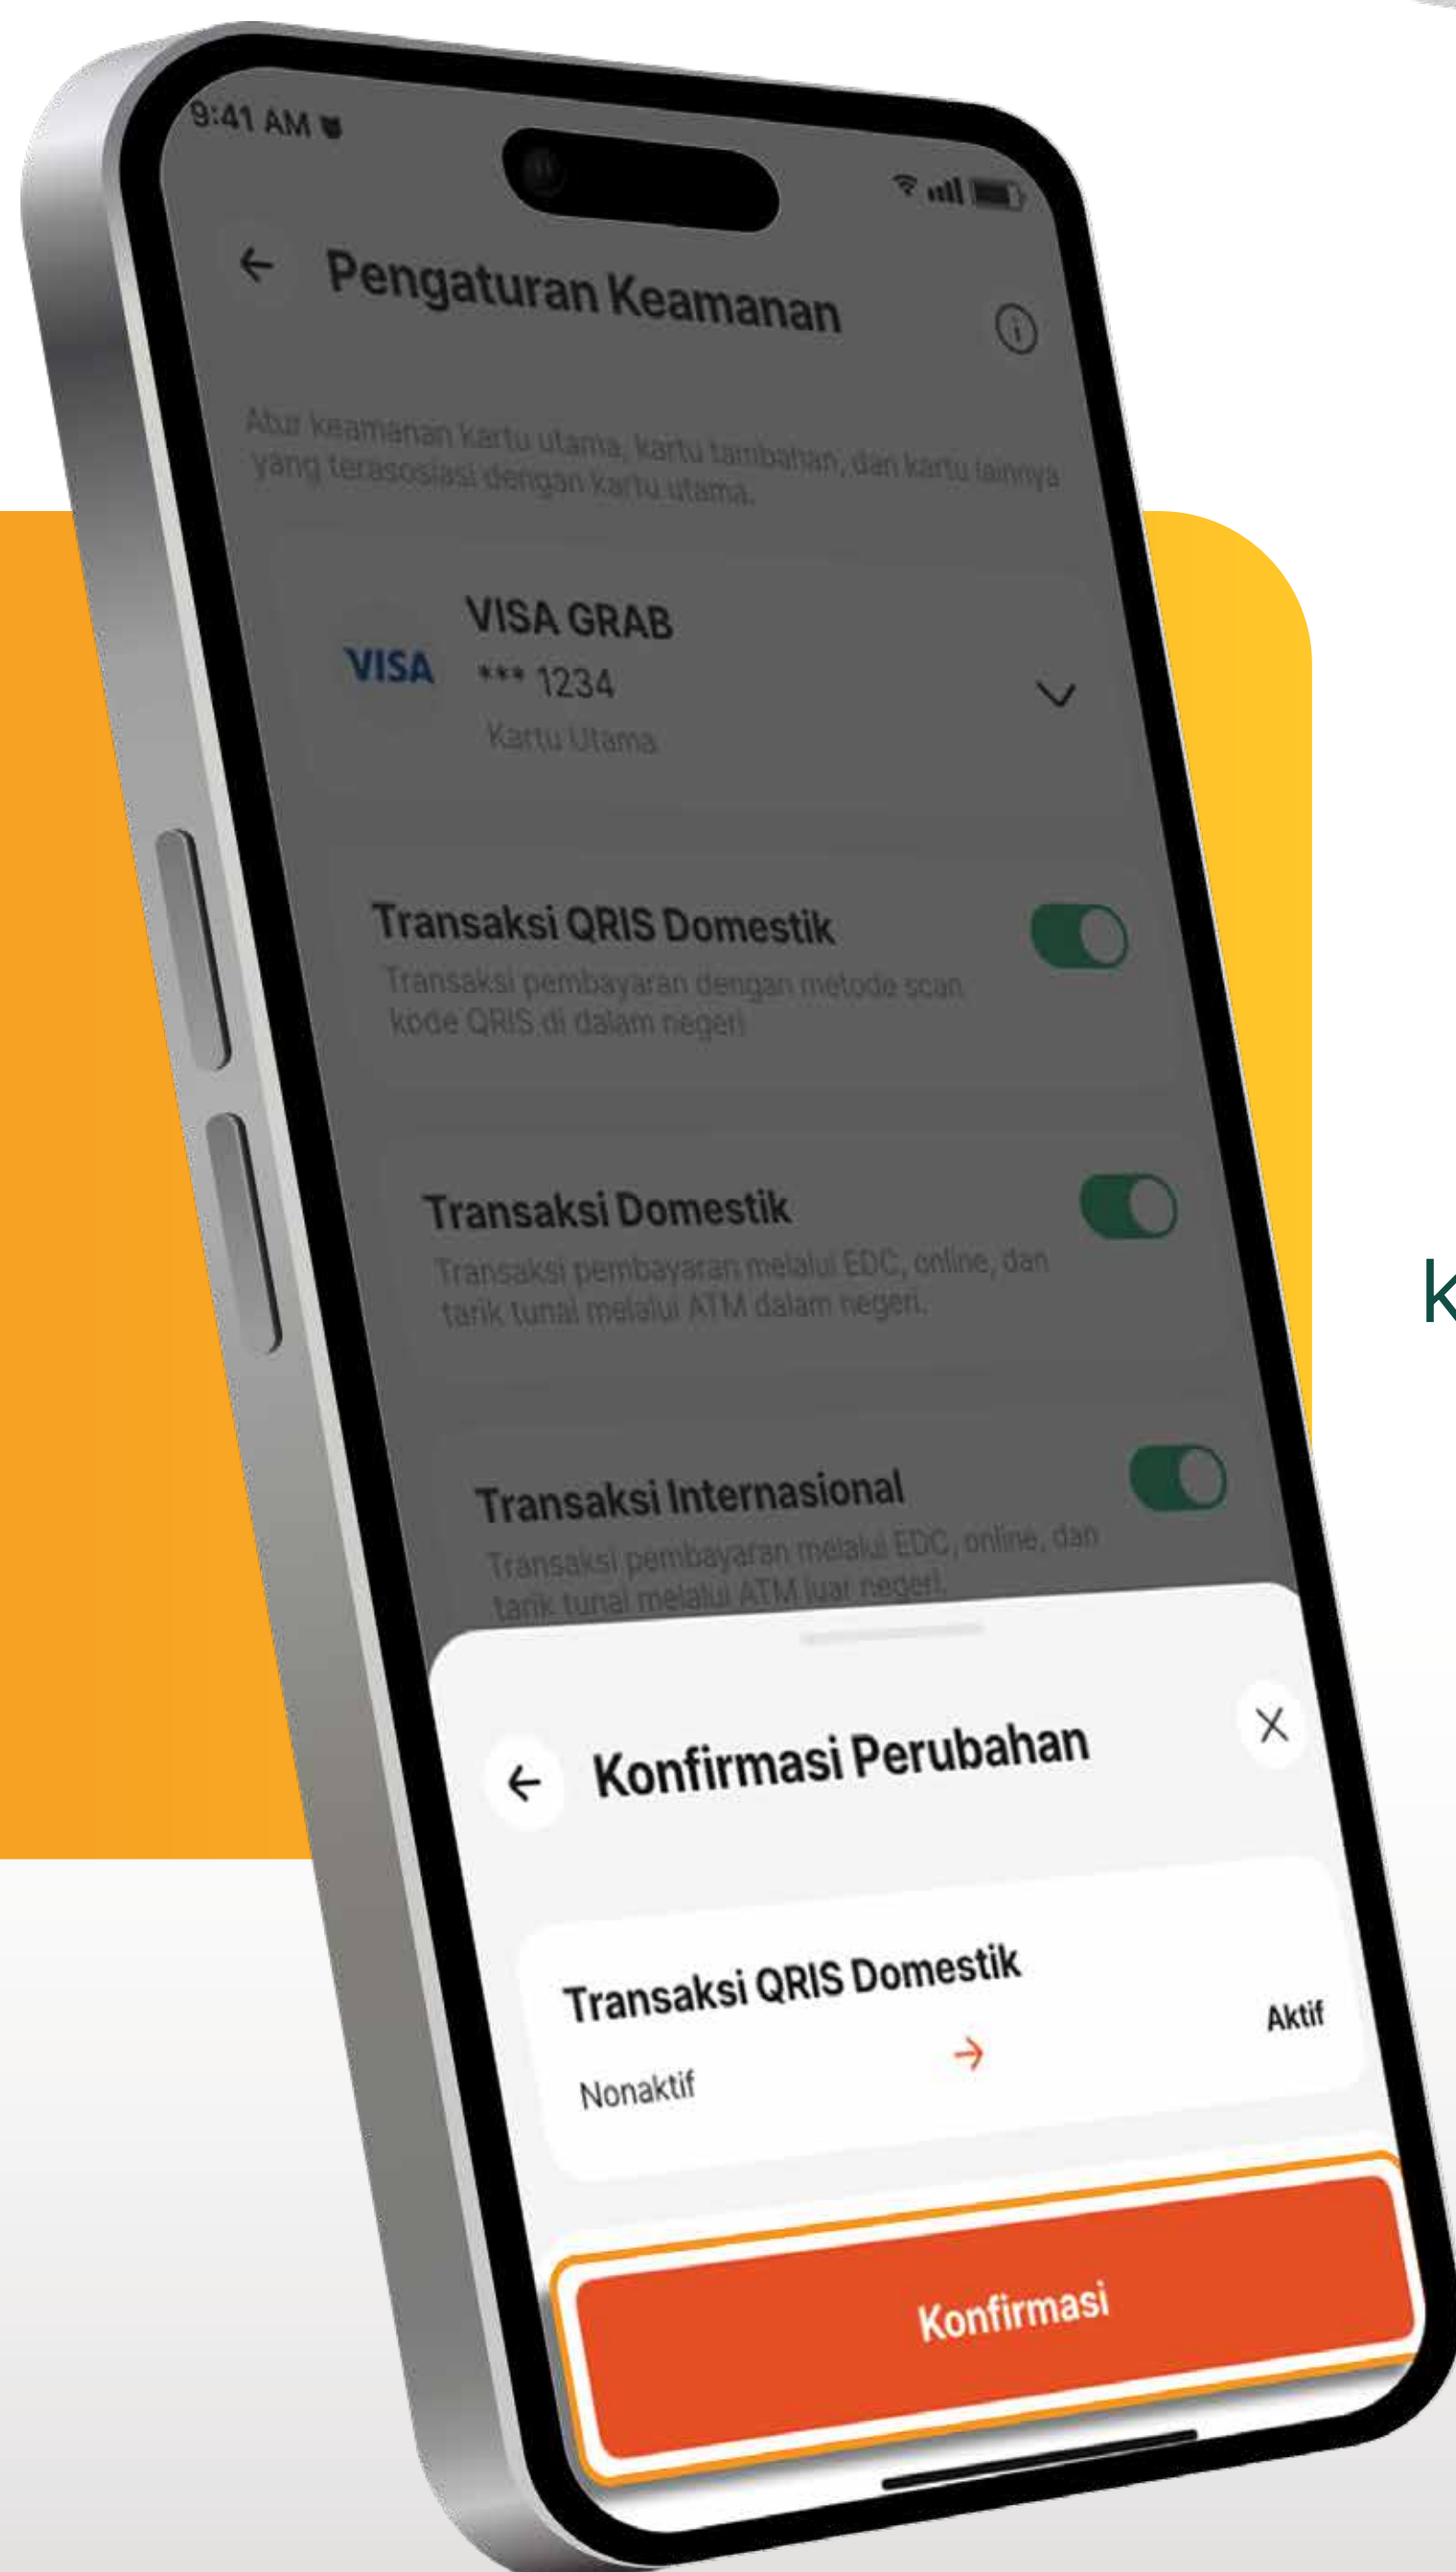 9:41 AM
Pengaturan Keamanan
Atur keamanan kartu utama, kartu tambahan, dan kartu lainnya
yang terasosiasi dengan kartu utama.
VISA GRAB
VISA
*** 1234
Kartu Utama
Transaksi QRIS Domestik
Transaksi pembayaran dengan metode scan
kode QRIS di dalam negeri
Transaksi Domestik
Transaksi pembayaran melalui EDC, online, dan
tarik tunai melalui ATM dalam negeri.
k
Transaksi Internasional
Transaksi pembayaran melalui EDC, online, dan
tarik tunai melalui ATM luar negeri.
Konfirmasi Perubahan
Transaksi QRIS Domestik
Nonaktif → Aktif
Konfirmasi